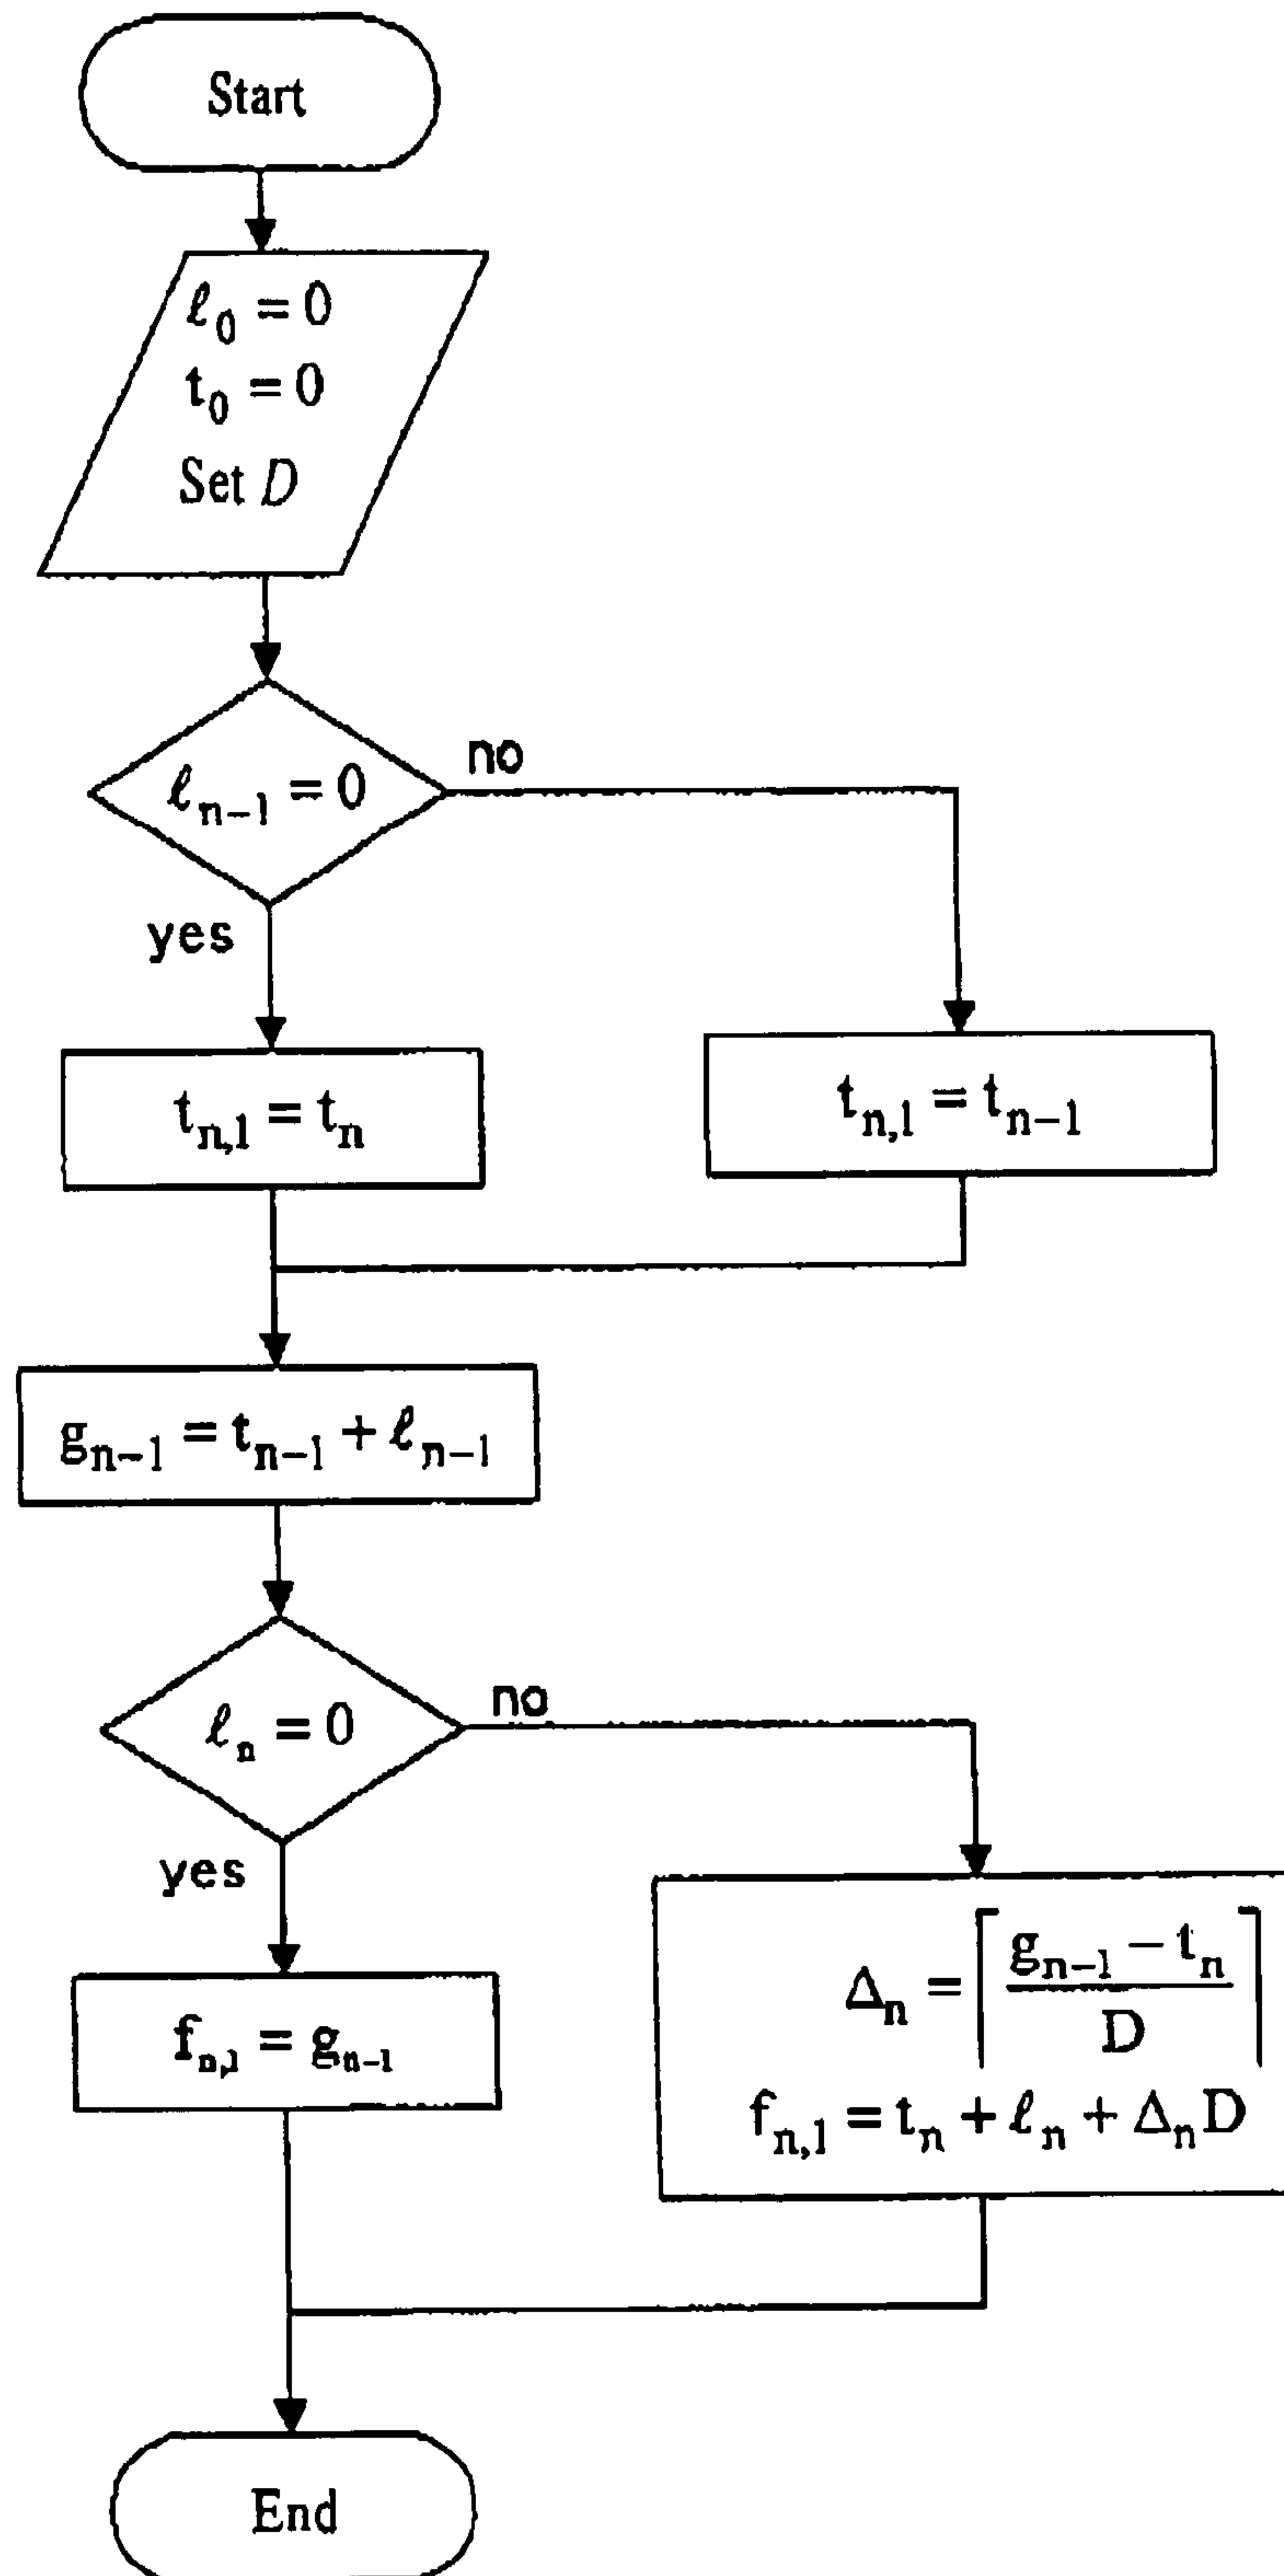 Start
ℓ₀ = 0
t₀ = 0
Set D
ℓₙ₋₁ = 0
no
yes
tₙ,₁ = tₙ
tₙ,₁ = tₙ₋₁
gₙ₋₁ = tₙ₋₁ + ℓₙ₋₁
ℓₙ = 0
no
yes
fₙ,₁ = gₙ₋₁
Δₙ = ⌈(gₙ₋₁ − tₙ) / D⌉
fₙ,₁ = tₙ + ℓₙ + ΔₙD
End